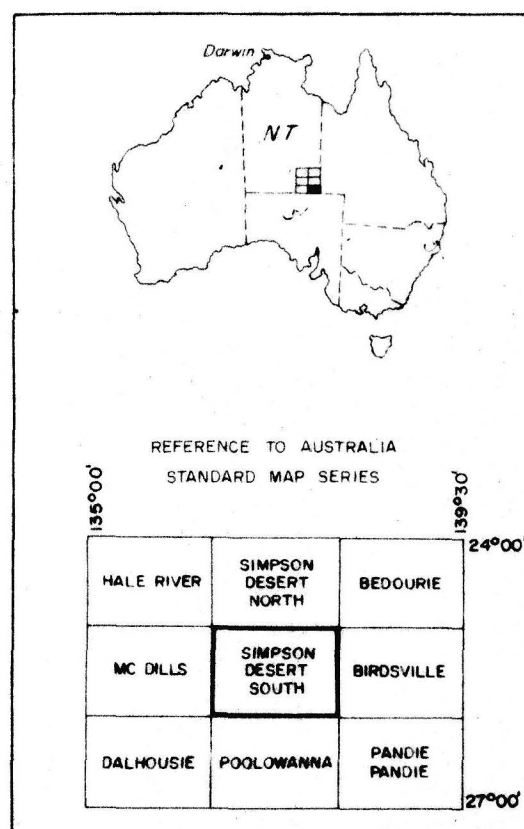 Darwin
NT
REFERENCE TO AUSTRALIA
STANDARD MAP SERIES
135°00'
139°30'
24°00'
HALE RIVER
SIMPSON
DESERT
NORTH
BEDOURIE
MC DILLS
SIMPSON
DESERT
SOUTH
BIRDSVILLE
DALHOUSIE
POOLOWANNA
PANDIE
PANDIE
27°00'